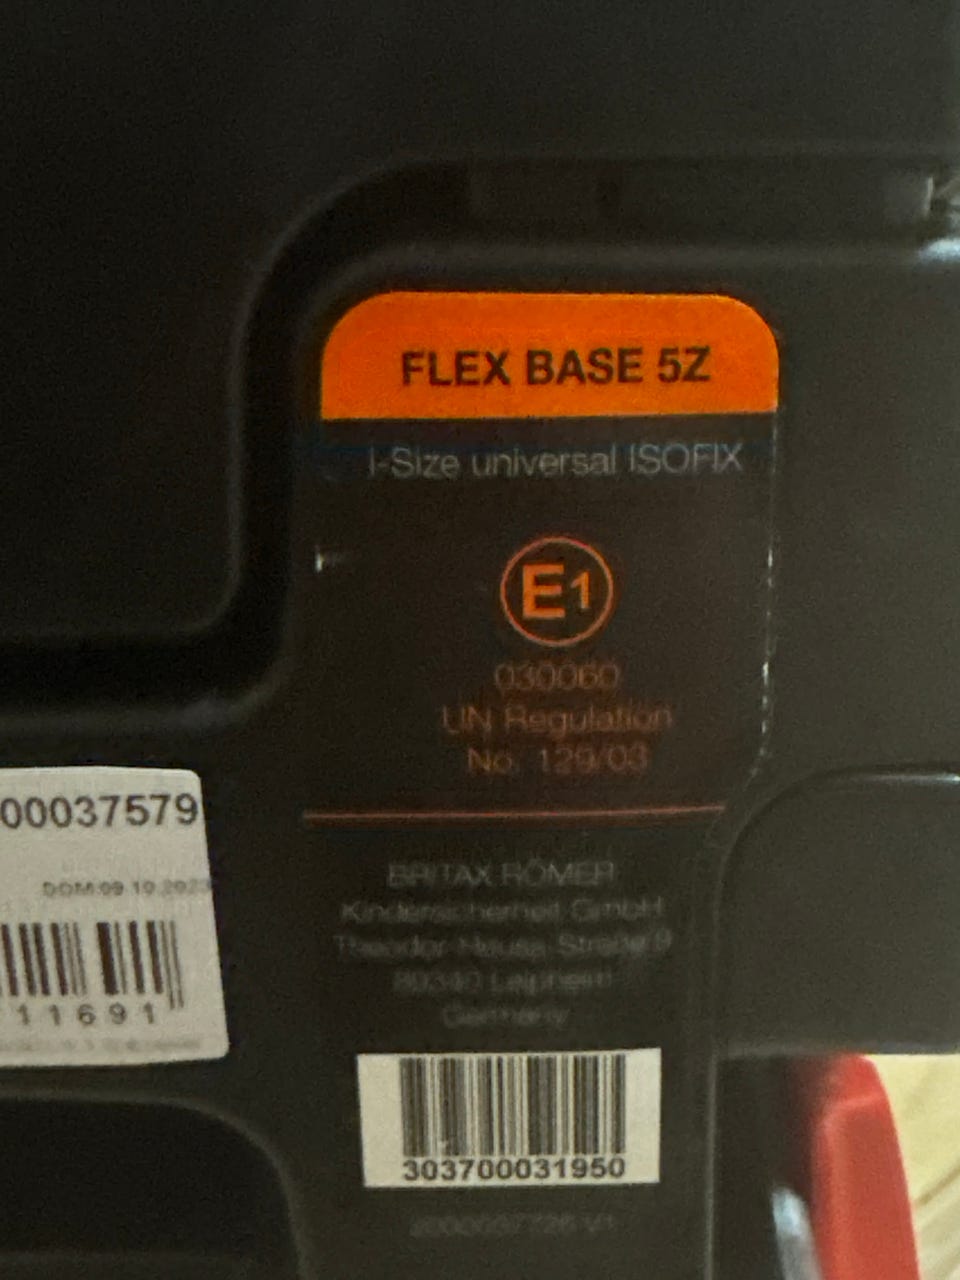 FLEX BASE 5Z
I-Size universal ISOFIX
E1
030060
UN Regulation
No. 129/03
00037579
DOM:09.10.2023
11691
BRITAX RÖMER
Kindersicherheit GmbH
Theodor-Heuss-Straße 9
89340 Leipheim
Germany
303700031950